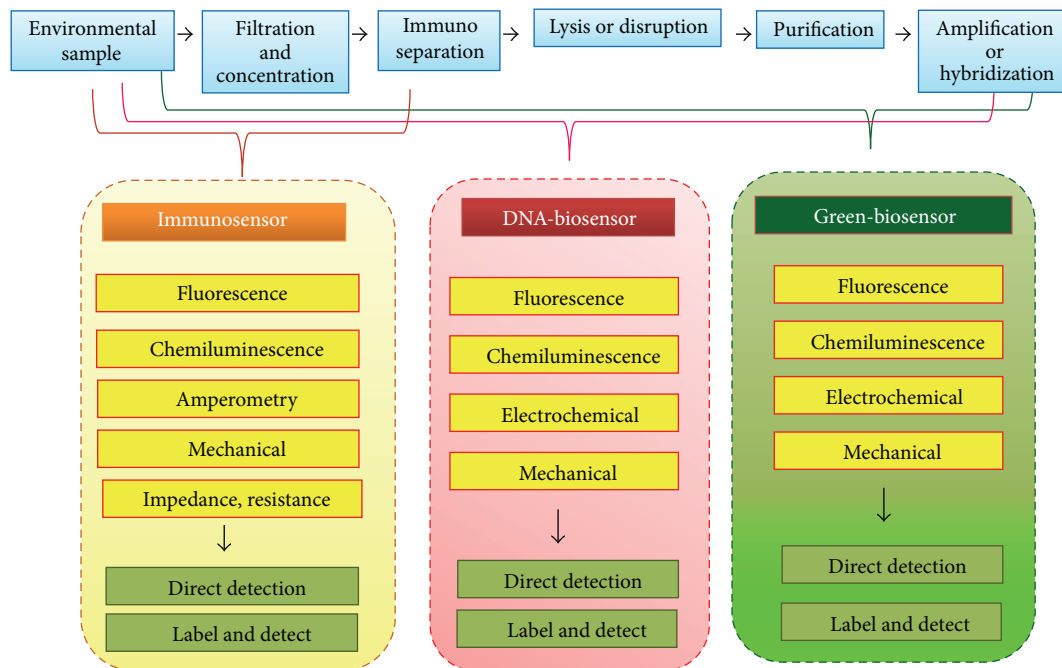 Environmental
sample
Filtration
and
concentration
Immuno
separation
Lysis or disruption
Purification
Amplification
or
hybridization
Immunosensor
Fluorescence
Chemiluminescence
Amperometry
Mechanical
Impedance, resistance
Direct detection
Label and detect
DNA-biosensor
Fluorescence
Chemiluminescence
Electrochemical
Mechanical
Direct detection
Label and detect
Green-biosensor
Fluorescence
Chemiluminescence
Electrochemical
Mechanical
Direct detection
Label and detect